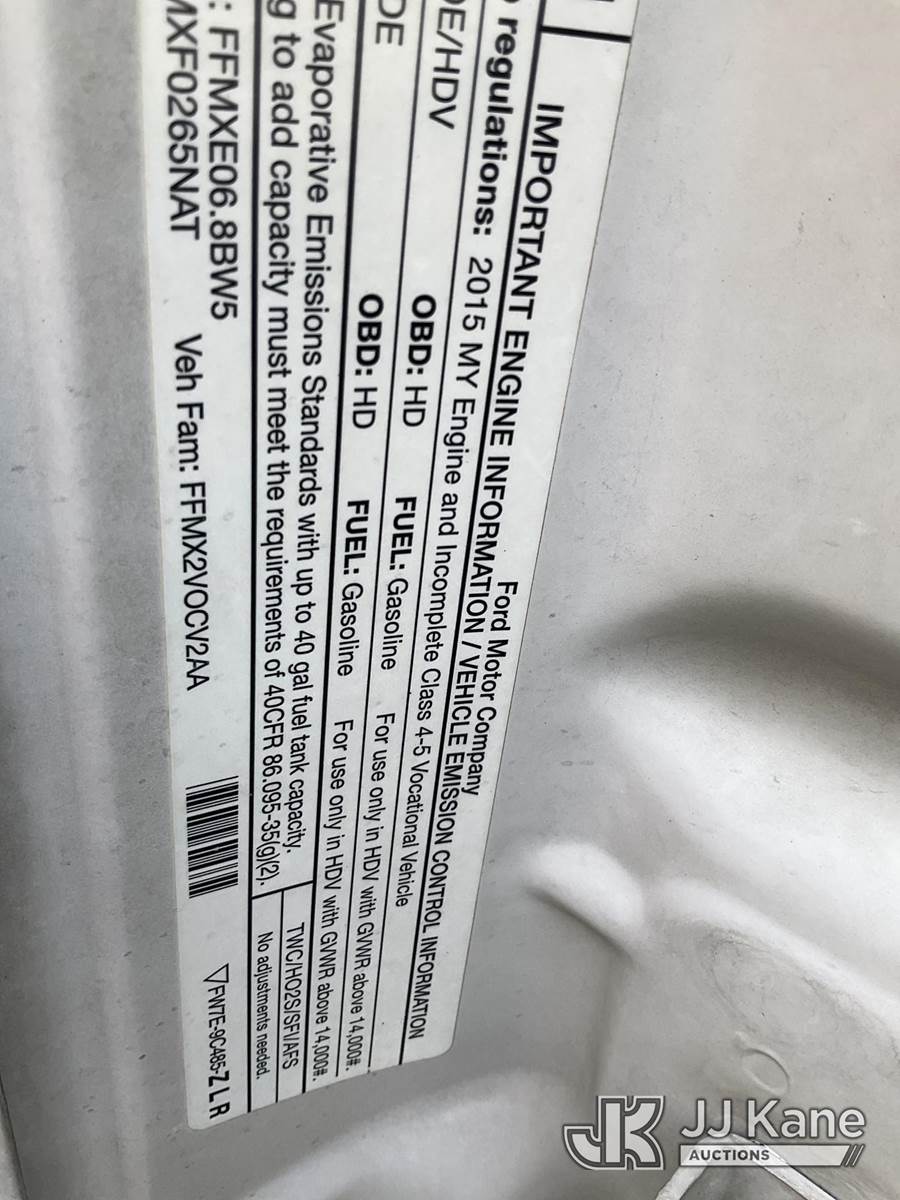 Ford Motor Company
IMPORTANT ENGINE INFORMATION / VEHICLE EMISSION CONTROL INFORMATION
regulations: 2015 MY Engine and Incomplete Class 4-5 Vocational Vehicle
DE/HDV OBD: HD FUEL: Gasoline For use only in HDV with GVWR above 14,000#.
DE OBD: HD FUEL: Gasoline For use only in HDV with GVWR above 14,000#.
Evaporative Emissions Standards with up to 40 gal fuel tank capacity.
g to add capacity must meet the requirements of 40CFR 86.095-35(g)(2).
TWC/HO2S/SFI/AFS
No adjustments needed.
: FFMXE06.8BW5
MXF0265NAT Veh Fam: FFMX2VOCV2AA
FW7E-9C485-Z L R
JK JJ Kane
AUCTIONS